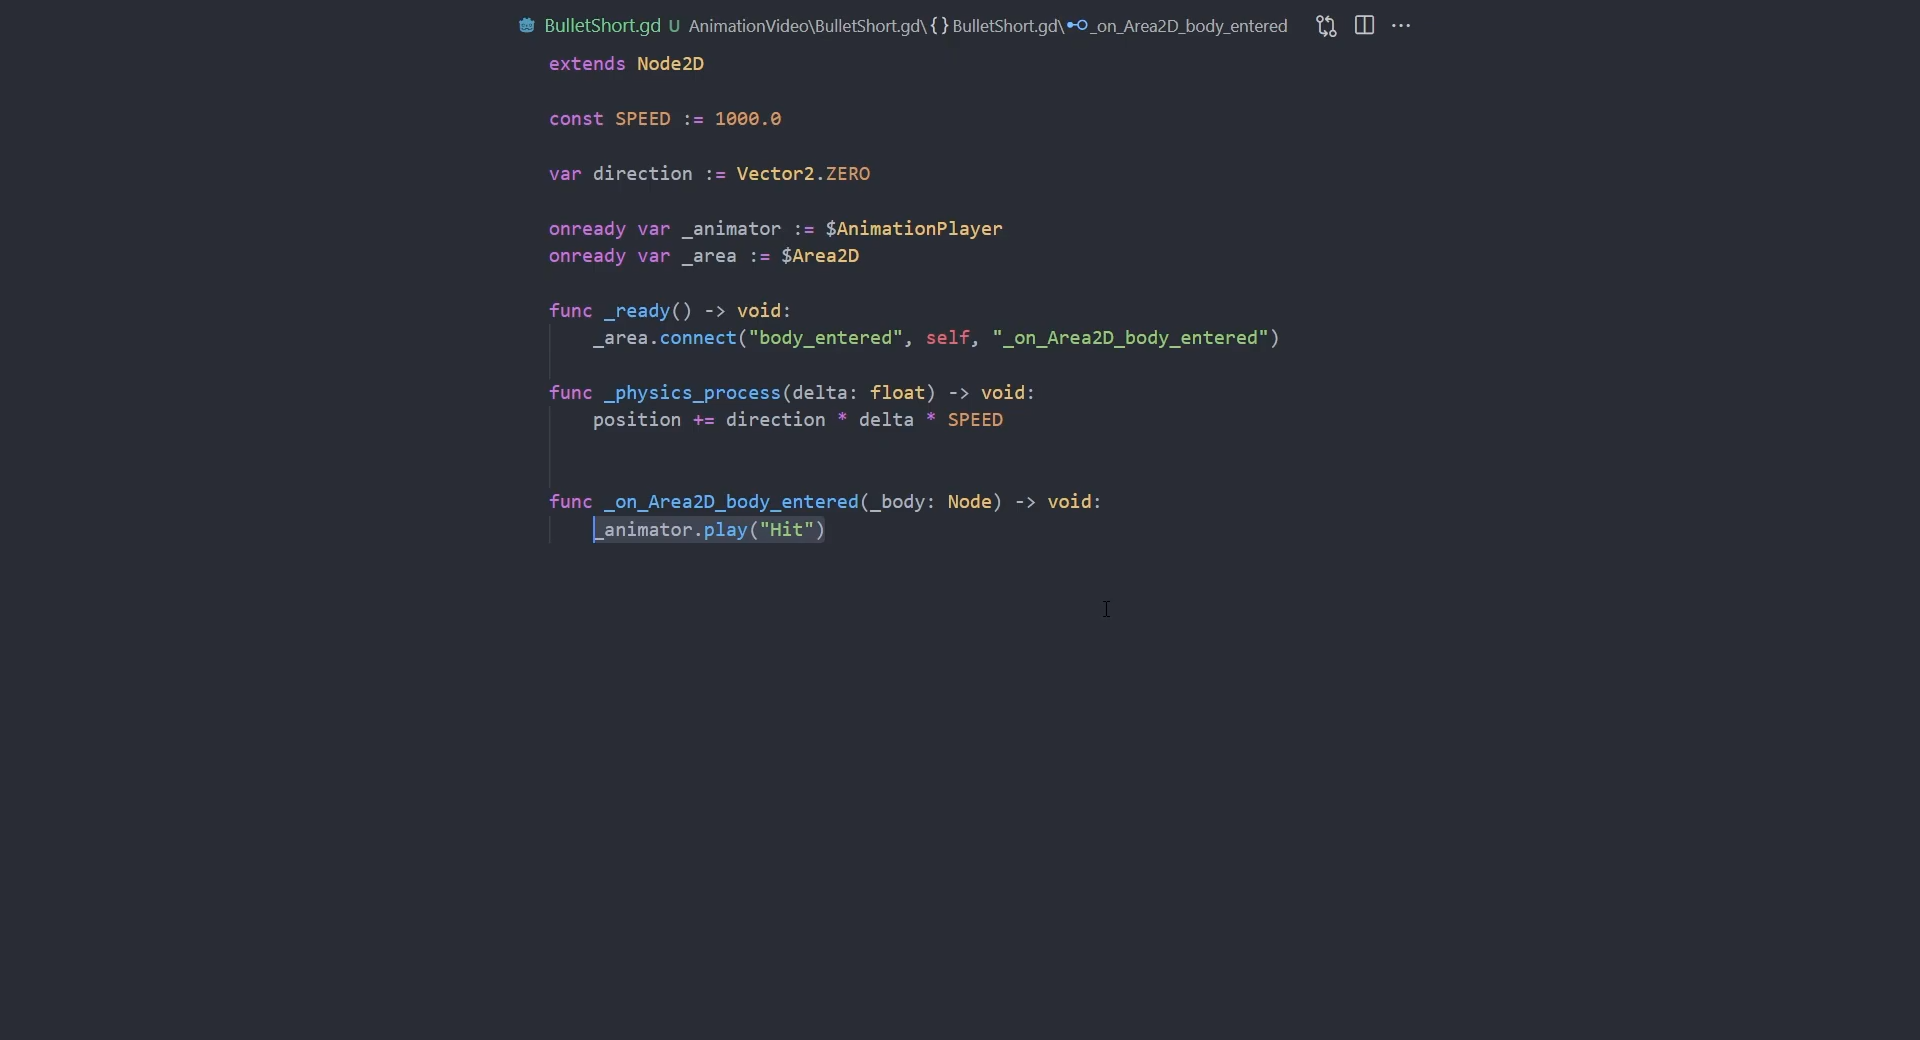 BulletShort.gd U AnimationVideo\BulletShort.gd\{} BulletShort.gd\_on_Area2D_body_entered
extends Node2D
const SPEED := 1000.0
var direction := Vector2.ZERO
onready var _animator := $AnimationPlayer
onready var _area := $Area2D
func _ready() -> void:
_area.connect("body_entered", self, "_on_Area2D_body_entered")
func _physics_process(delta: float) -> void:
position += direction * delta * SPEED
func _on_Area2D_body_entered(_body: Node) -> void:
_animator.play("Hit")